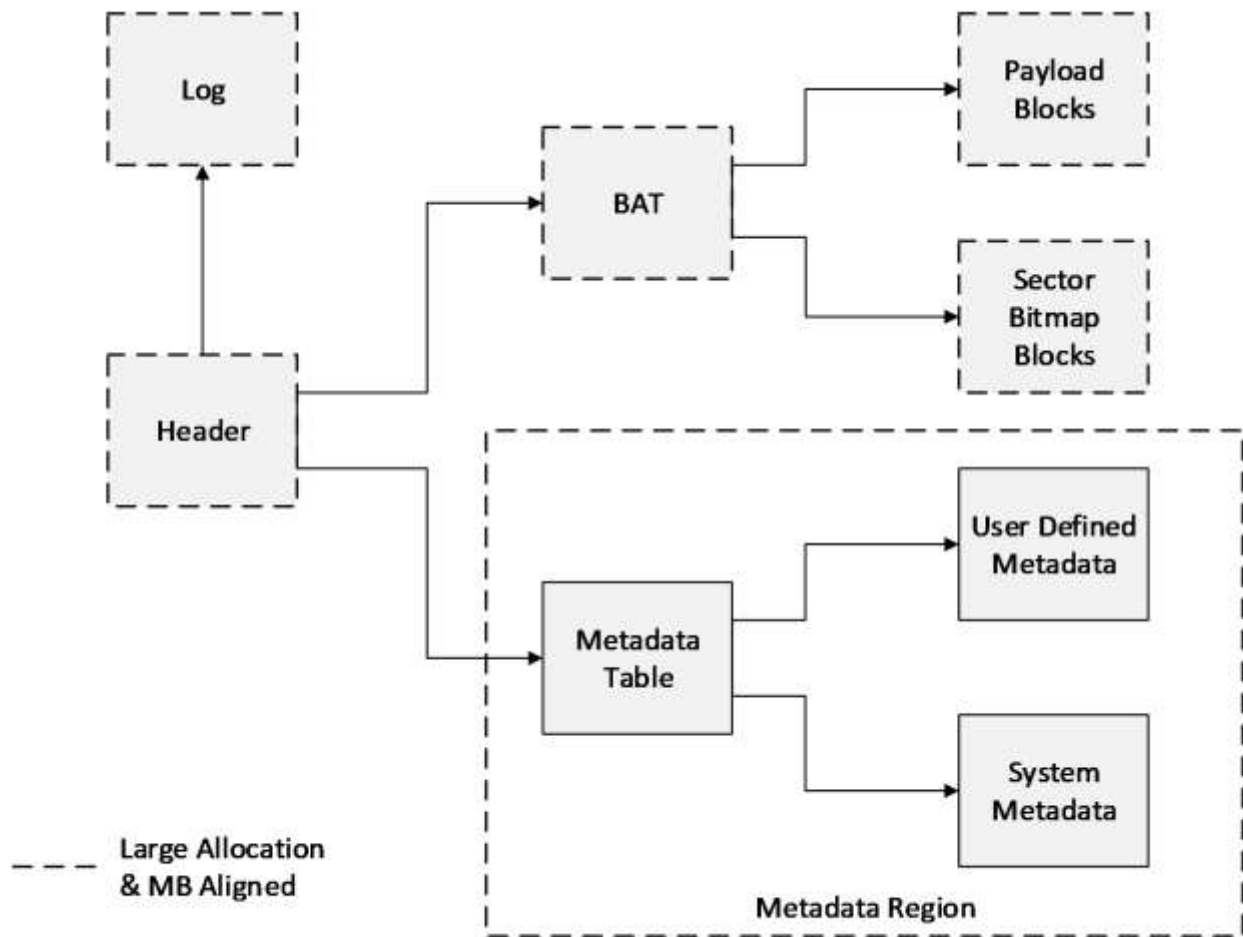 Log
Payload
Blocks
BAT
Sector
Bitmap
Blocks
Header
User Defined
Metadata
Metadata
Table
System
Metadata
Large Allocation
& MB Aligned
Metadata Region